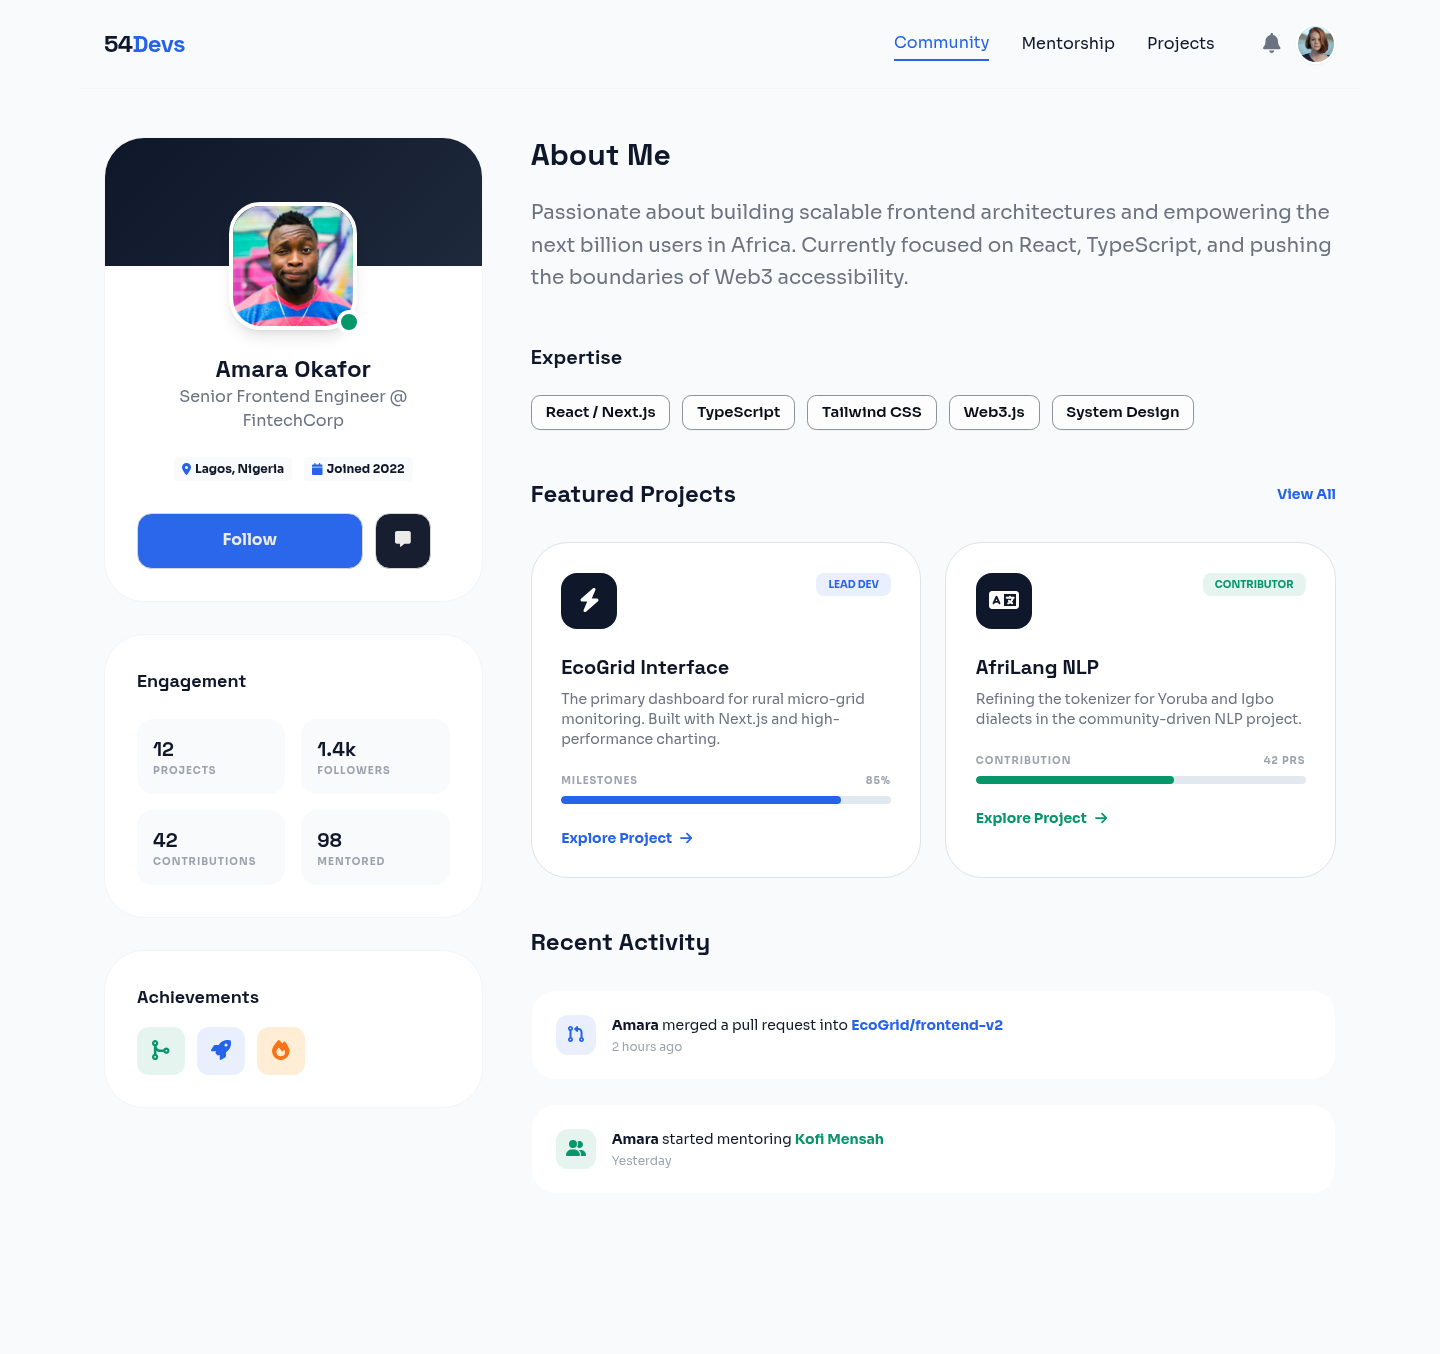 54Devs
Community
Mentorship
Projects
Amara Okafor
Senior Frontend Engineer @
FintechCorp
Lagos, Nigeria
Joined 2022
Follow
Engagement
12
PROJECTS
1.4k
FOLLOWERS
42
CONTRIBUTIONS
98
MENTORED
Achievements
About Me
Passionate about building scalable frontend architectures and empowering the
next billion users in Africa. Currently focused on React, TypeScript, and pushing
the boundaries of Web3 accessibility.
Expertise
React / Next.js
TypeScript
Tailwind CSS
Web3.js
System Design
Featured Projects
View All
LEAD DEV
EcoGrid Interface
The primary dashboard for rural micro-grid
monitoring. Built with Next.js and high-
performance charting.
MILESTONES
85%
Explore Project
CONTRIBUTOR
AfriLang NLP
Refining the tokenizer for Yoruba and Igbo
dialects in the community-driven NLP project.
CONTRIBUTION
42 PRS
Explore Project
Recent Activity
Amara merged a pull request into EcoGrid/frontend-v2
2 hours ago
Amara started mentoring Kofi Mensah
Yesterday